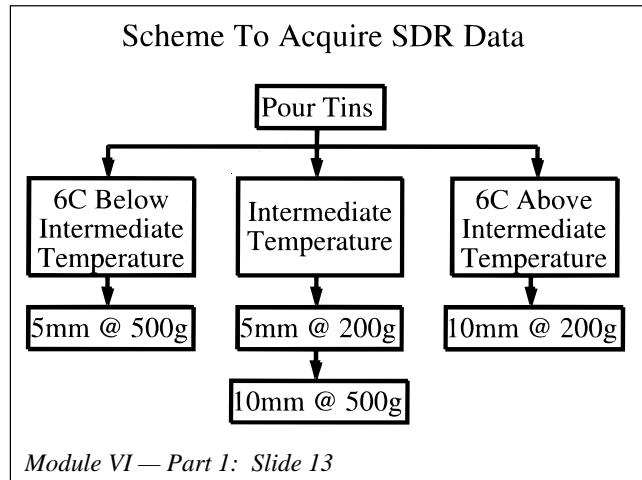 Scheme To Acquire SDR Data
Pour Tins
6C Below
Intermediate
Temperature
Intermediate
Temperature
6C Above
Intermediate
Temperature
5mm @ 500g
5mm @ 200g
10mm @ 200g
10mm @ 500g
Module VI — Part 1:  Slide 13